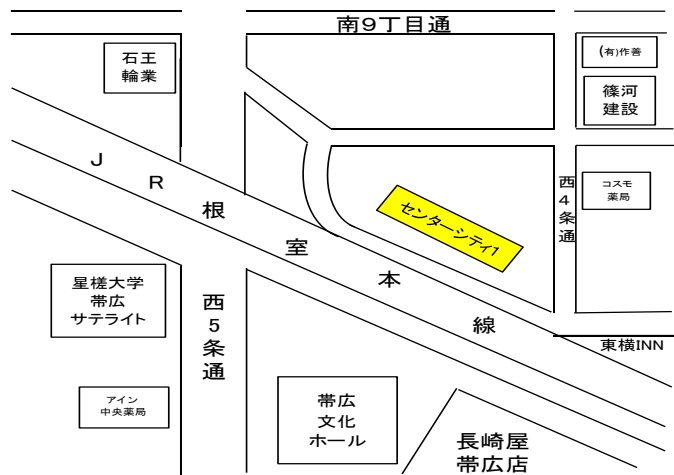 南9丁目通
石王
輪業
(有)作善
篠河
建設
JR根室本線
西4条通
コスモ
薬局
センターシティ1
星槎大学
帯広
サテライト
西5条通
東横INN
アイン
中央薬局
帯広
文化
ホール
長崎屋
帯広店